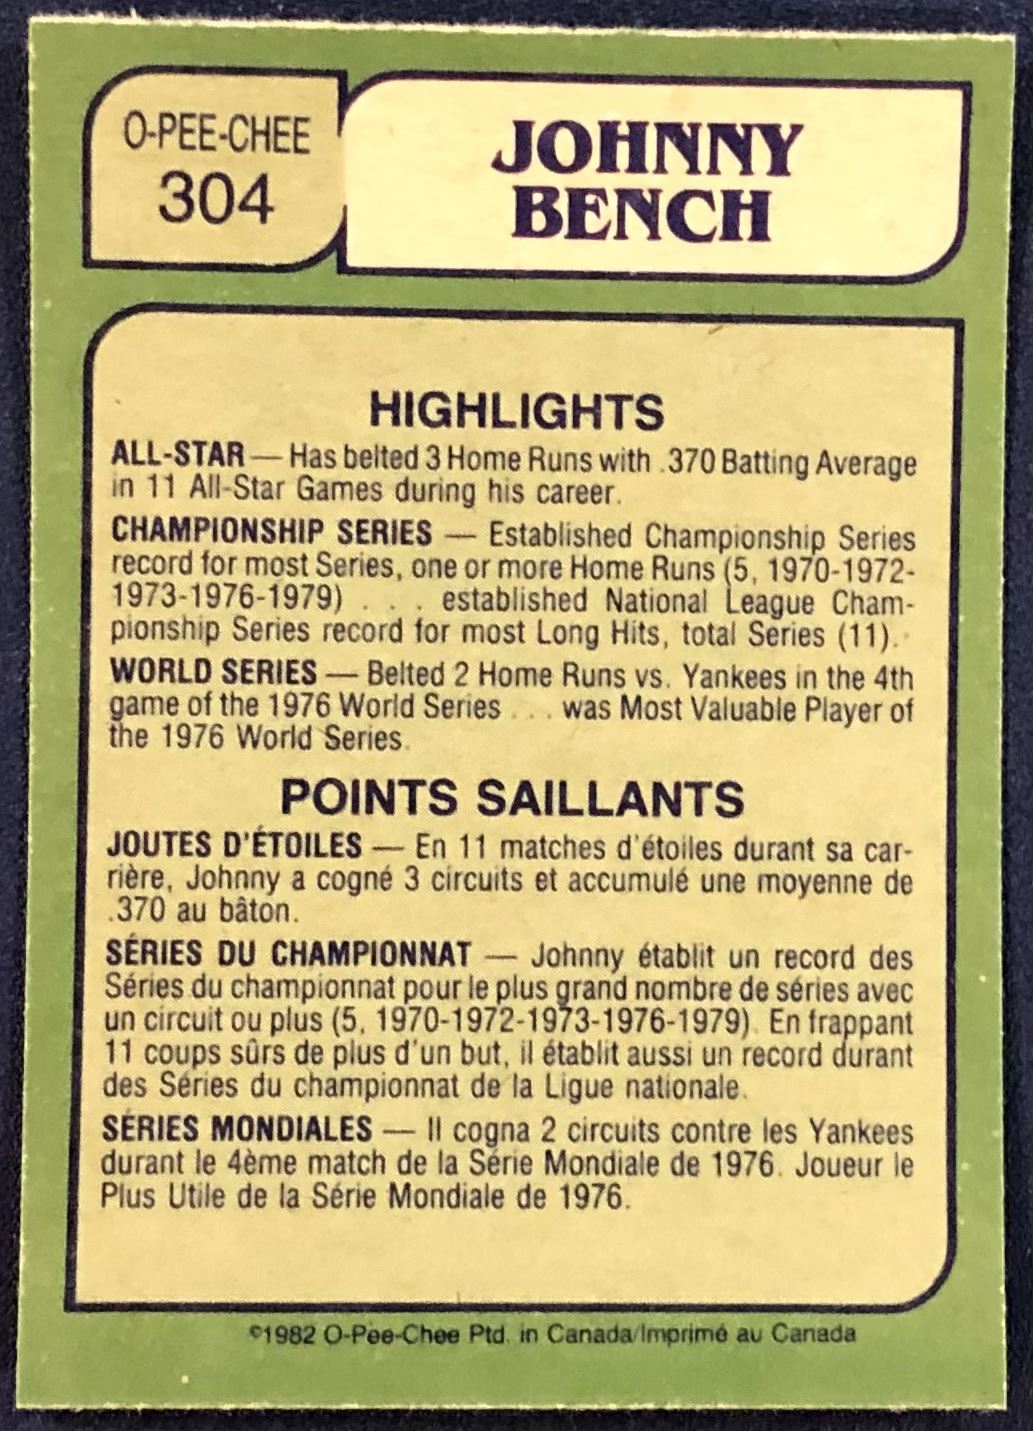 O-PEE-CHEE
304
JOHNNY
BENCH
HIGHLIGHTS
ALL-STAR — Has belted 3 Home Runs with .370 Batting Average
in 11 All-Star Games during his career.
CHAMPIONSHIP SERIES — Established Championship Series
record for most Series, one or more Home Runs (5, 1970-1972-
1973-1976-1979) . . . established National League Cham-
pionship Series record for most Long Hits, total Series (11).
WORLD SERIES — Belted 2 Home Runs vs. Yankees in the 4th
game of the 1976 World Series . . . was Most Valuable Player of
the 1976 World Series.
POINTS SAILLANTS
JOUTES D'ÉTOILES — En 11 matches d'étoiles durant sa car-
rière, Johnny a cogné 3 circuits et accumulé une moyenne de
.370 au bâton.
SÉRIES DU CHAMPIONNAT — Johnny établit un record des
Séries du championnat pour le plus grand nombre de séries avec
un circuit ou plus (5, 1970-1972-1973-1976-1979). En frappant
11 coups sûrs de plus d'un but, il établit aussi un record durant
des Séries du championnat de la Ligue nationale.
SÉRIES MONDIALES — Il cogna 2 circuits contre les Yankees
durant le 4ème match de la Série Mondiale de 1976. Joueur le
Plus Utile de la Série Mondiale de 1976.
©1982 O-Pee-Chee Ptd. in Canada/Imprimé au Canada